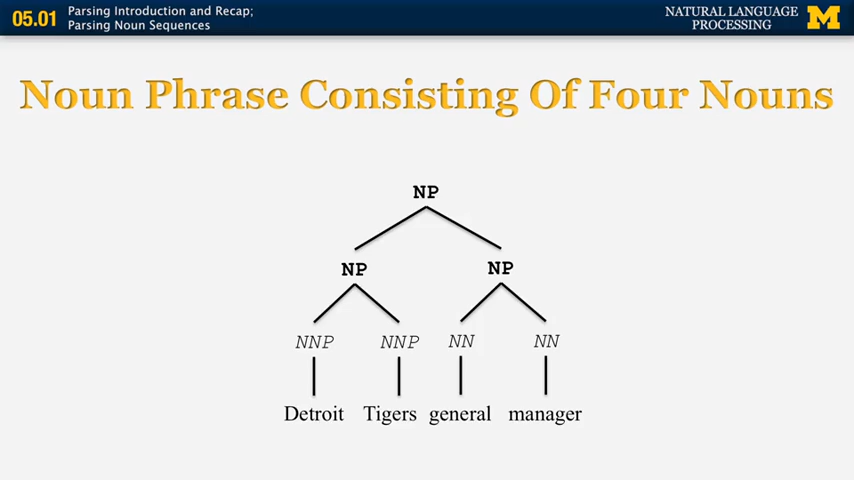 05.01
Parsing Introduction and Recap;
Parsing Noun Sequences
NATURAL LANGUAGE
PROCESSING
M
Noun Phrase Consisting Of Four Nouns
NP
NP NP
NNP NNP NN NN
Detroit Tigers general manager